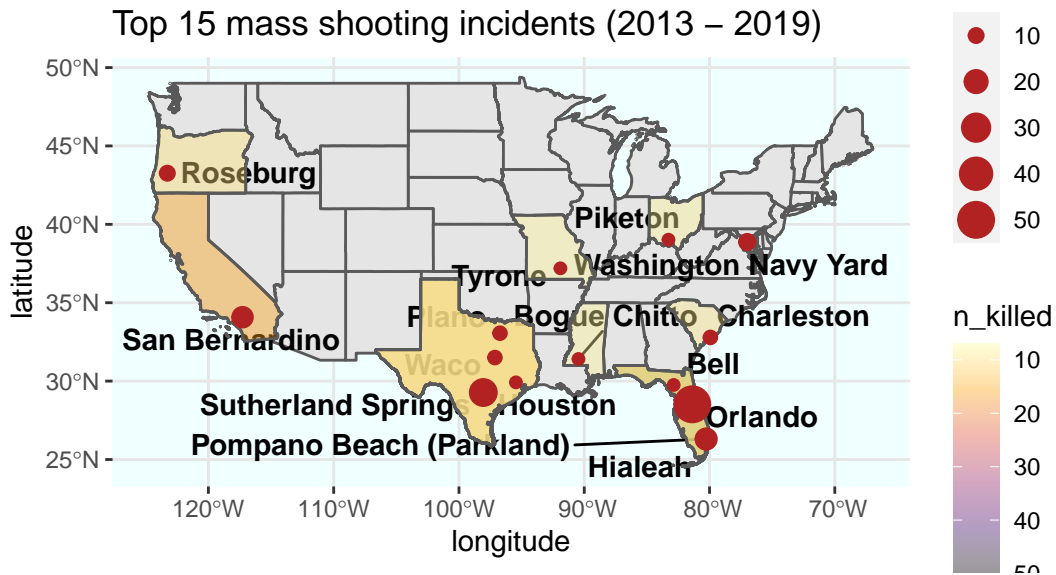 Top 15 mass shooting incidents (2013 – 2019)
50°N
45°N
40°N
35°N
30°N
25°N
latitude
120°W
110°W
100°W
90°W
80°W
70°W
longitude
Roseburg
Piketon
Tyrone
Washington Navy Yard
Plano
Bogue Chitto
Charleston
San Bernardino
Waco
Bell
Sutherland Springs
Houston
Orlando
Pompano Beach (Parkland)
Hialeah
10
20
30
40
50
n_killed
10
20
30
40
50